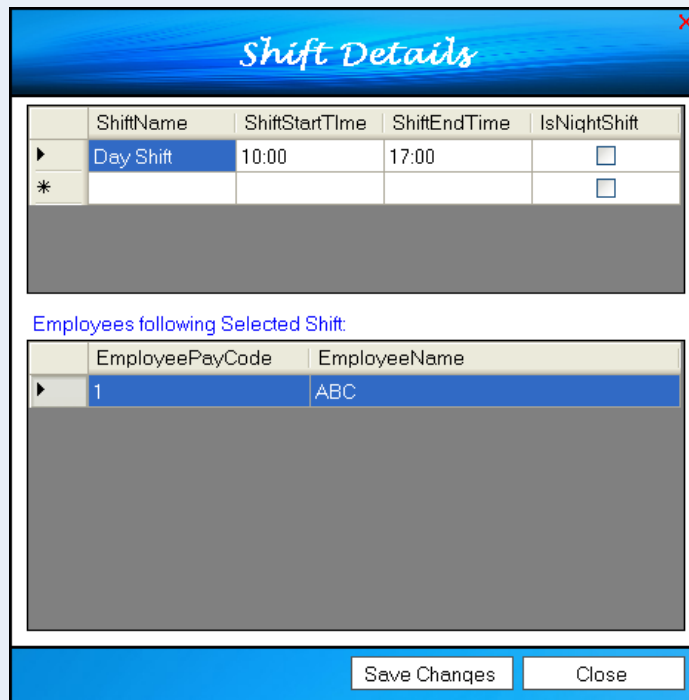 Shift Details
ShiftName ShiftStartTIme ShiftEndTime IsNightShift
Day Shift 10:00 17:00
Employees following Selected Shift:
EmployeePayCode EmployeeName
1 ABC
Save Changes Close